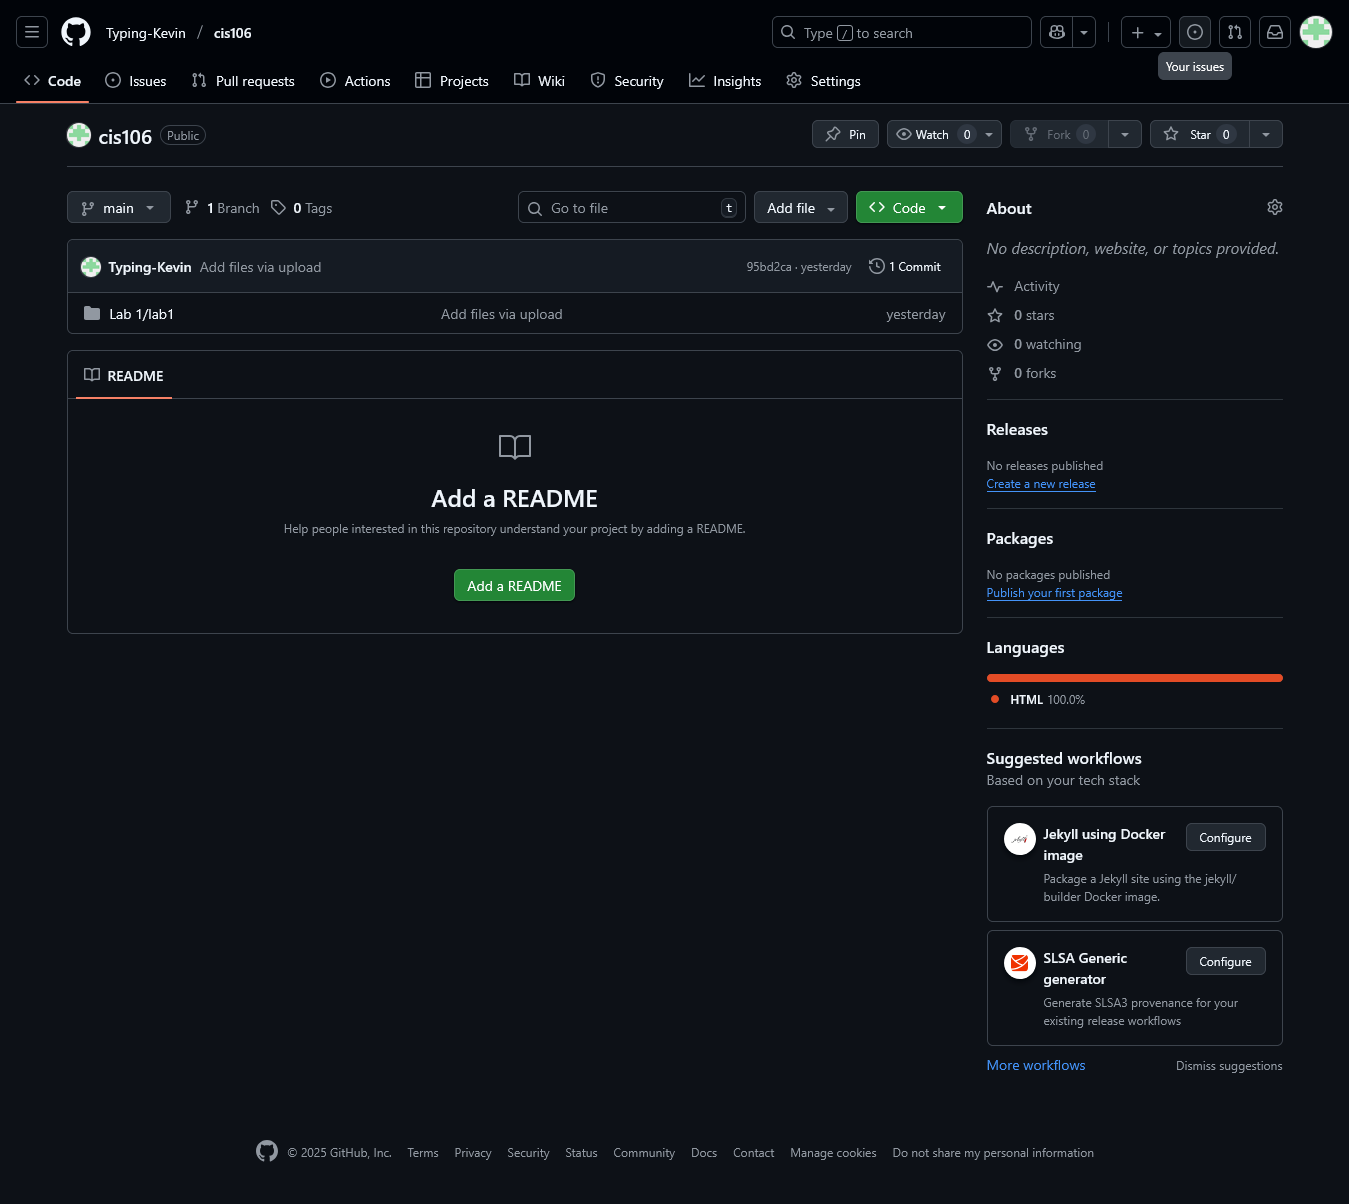 Typing-Kevin / cis106
Type / to search
Your issues
Code Issues Pull requests Actions Projects Wiki Security Insights Settings
cis106 Public
Pin Watch 0 Fork 0 Star 0
main 1 Branch 0 Tags Go to file t Add file Code
Typing-Kevin Add files via upload 95bd2ca · yesterday 1 Commit
Lab 1/lab1 Add files via upload yesterday
README
Add a README
Help people interested in this repository understand your project by adding a README.
Add a README
About
No description, website, or topics provided.
Activity
0 stars
0 watching
0 forks
Releases
No releases published
Create a new release
Packages
No packages published
Publish your first package
Languages
HTML 100.0%
Suggested workflows
Based on your tech stack
Jekyll using Docker
image
Configure
Package a Jekyll site using the jekyll/
builder Docker image.
SLSA Generic
generator
Configure
Generate SLSA3 provenance for your
existing release workflows
More workflows Dismiss suggestions
© 2025 GitHub, Inc. Terms Privacy Security Status Community Docs Contact Manage cookies Do not share my personal information